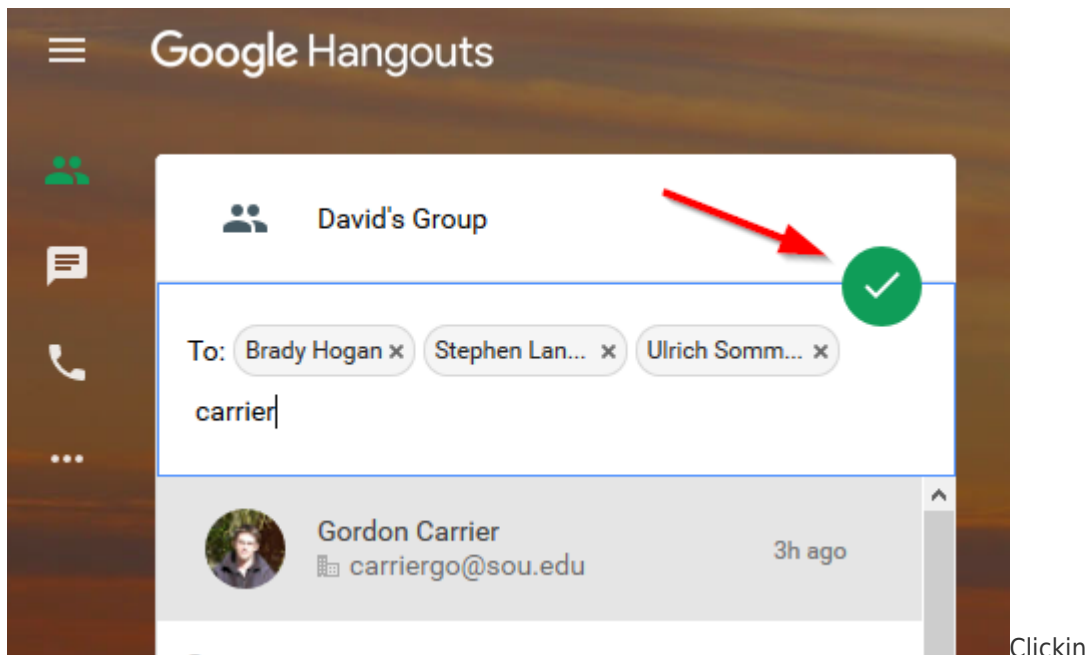 Google Hangouts
David's Group
To: Brady Hogan × Stephen Lan... × Ulrich Somm... ×
carrier
Gordon Carrier
carriergo@sou.edu
3h ago
Clickin